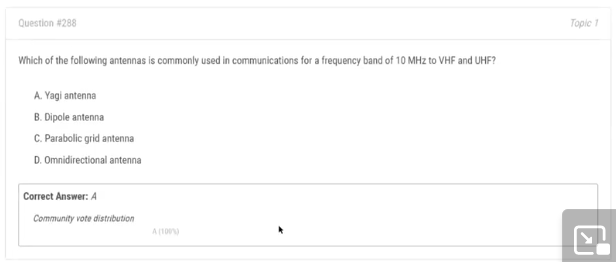 Question #288
Topic 1
Which of the following antennas is commonly used in communications for a frequency band of 10 MHz to VHF and UHF?
A. Yagi antenna
B. Dipole antenna
C. Parabolic grid antenna
D. Omnidirectional antenna
Correct Answer: A
Community vote distribution
A (100%)